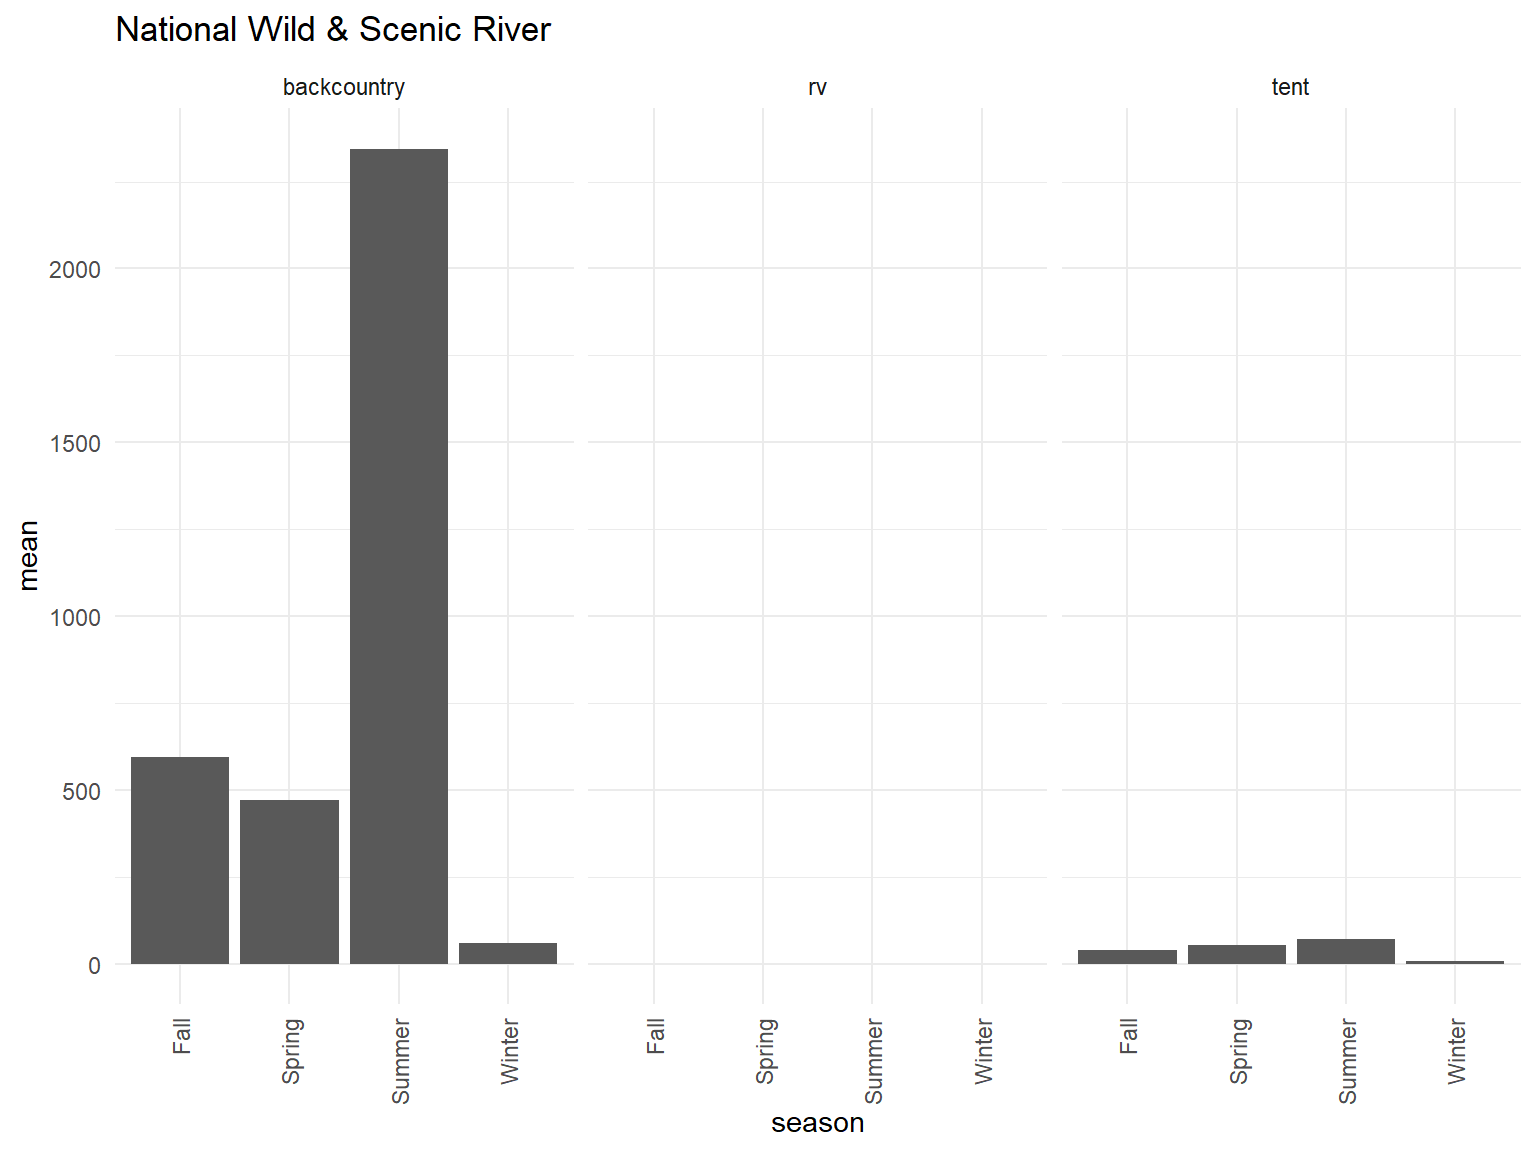 National Wild & Scenic River
backcountry
rv
tent
mean
2000
1500
1000
500
0
Fall
Spring
Summer
Winter
Fall
Spring
Summer
Winter
Fall
Spring
Summer
Winter
season